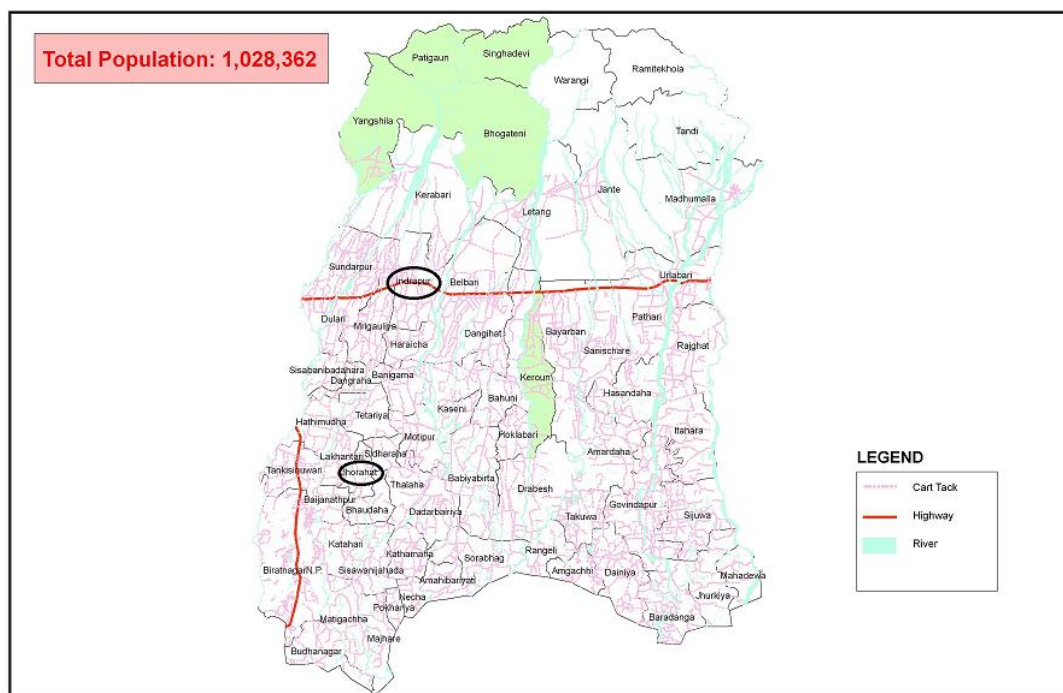 Total Population: 1,028,362
Patigaun
Singhadevi
Warangi
Ramitekhola
Yangshila
Bhogateni
Tandi
Kerabari
Jante
Madhumalla
Letang
Sundarpur
Indrapur
Belbari
Urlabari
Dulari
Mrigauliya
Dangihat
Bayarban
Pathari
Haraicha
Sanischare
Rajghat
Sisabanibadahara
Dangraha
Banigama
Keroun
Bahuni
Hasandaha
Kaseni
Tetariya
Hathimudha
Hoklabari
Itahara
Motipur
Lakhantari
Sidharaha
Amardaha
Tankisinuwari
Jhorahat
Thalaha
Babiyabirta
Drabesh
Baijanathpur
Bhaudaha
Dadarbairiya
Takuwa
Govindapur
Sijuwa
Katahari
Kathamaha
Sorabhag
Rangeli
Biratnagar N.P.
Sisawanijahada
Amahibariyati
Amgachhi
Dainiya
Mahadewa
Necha
Pokhariya
Jhurkiya
Matigachha
Baradanga
Majhare
Budhanagar
LEGEND
Cart Tack
Highway
River